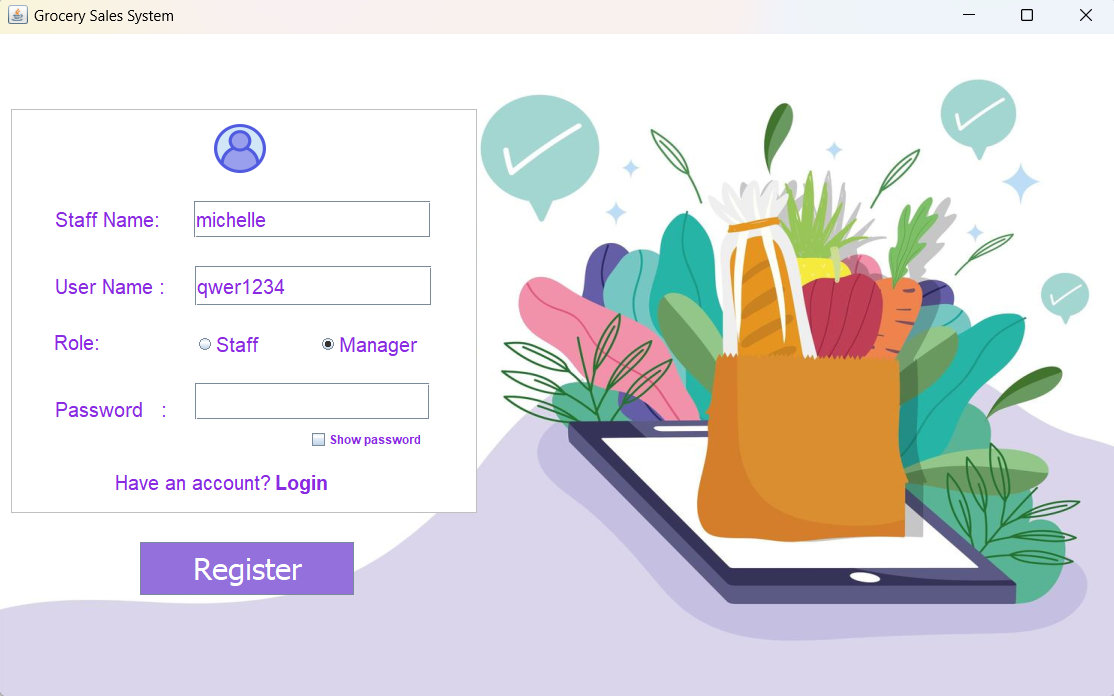 Grocery Sales System
Staff Name: michelle
User Name : qwer1234
Role: Staff Manager
Password :
Show password
Have an account? Login
Register